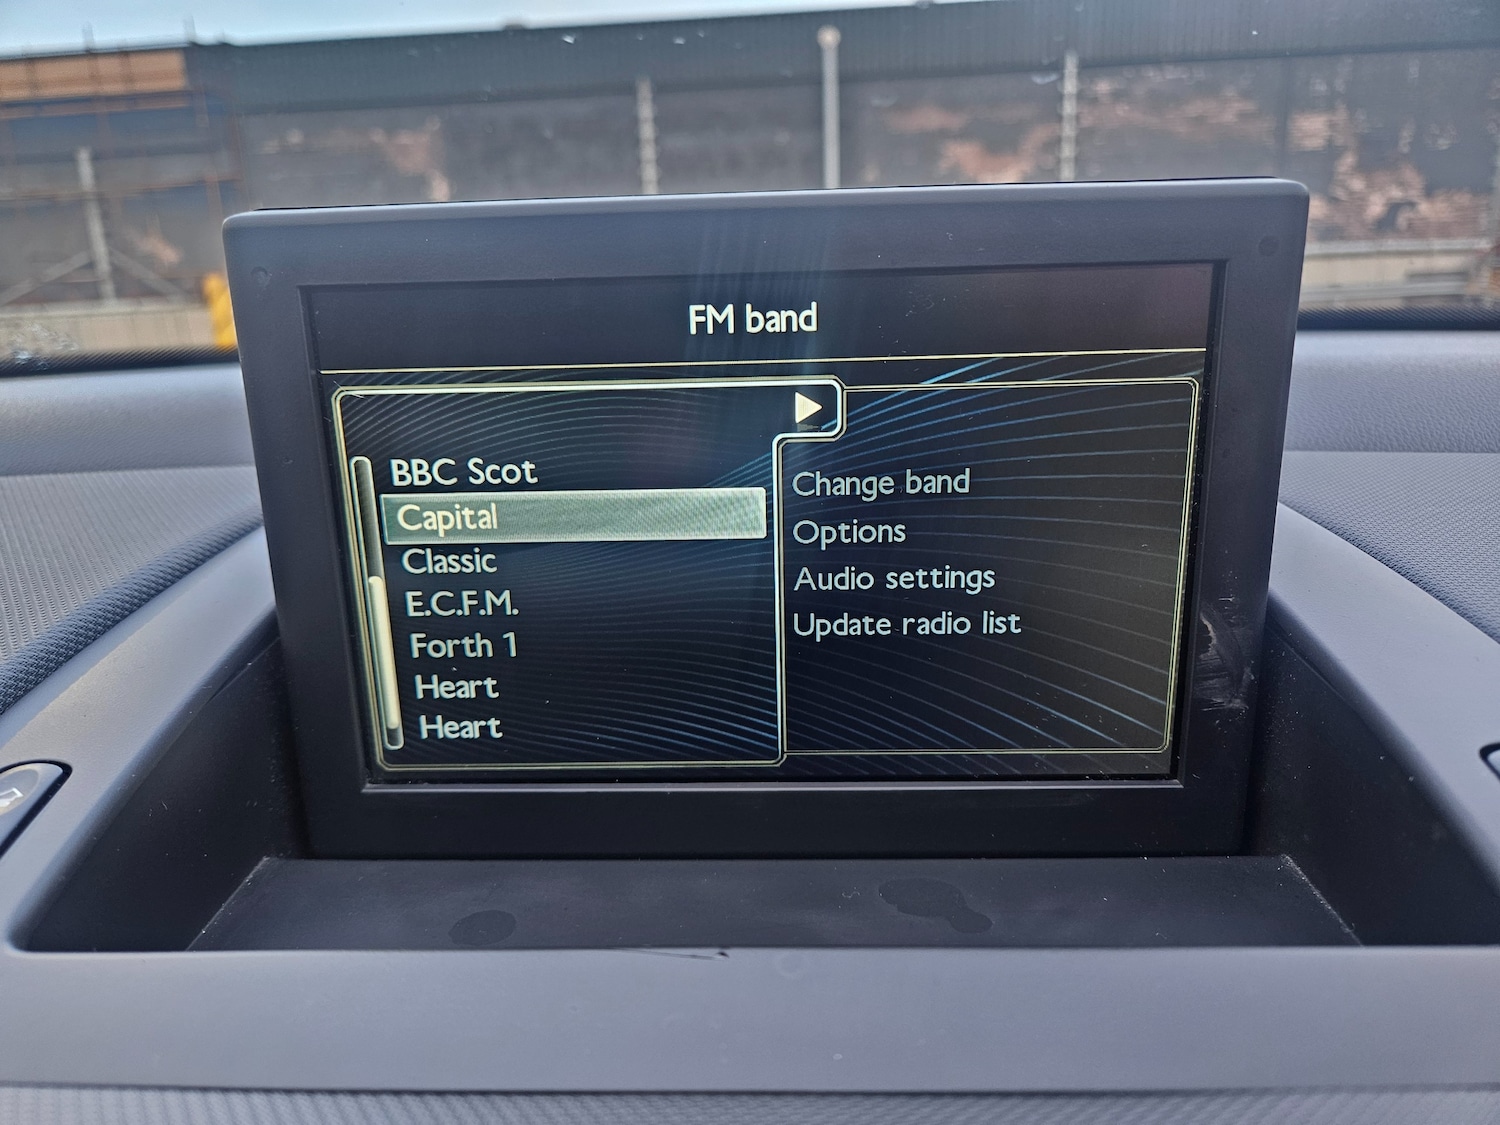 FM band
BBC Scot
Capital
Classic
E.C.F.M.
Forth 1
Heart
Heart
Change band
Options
Audio settings
Update radio list